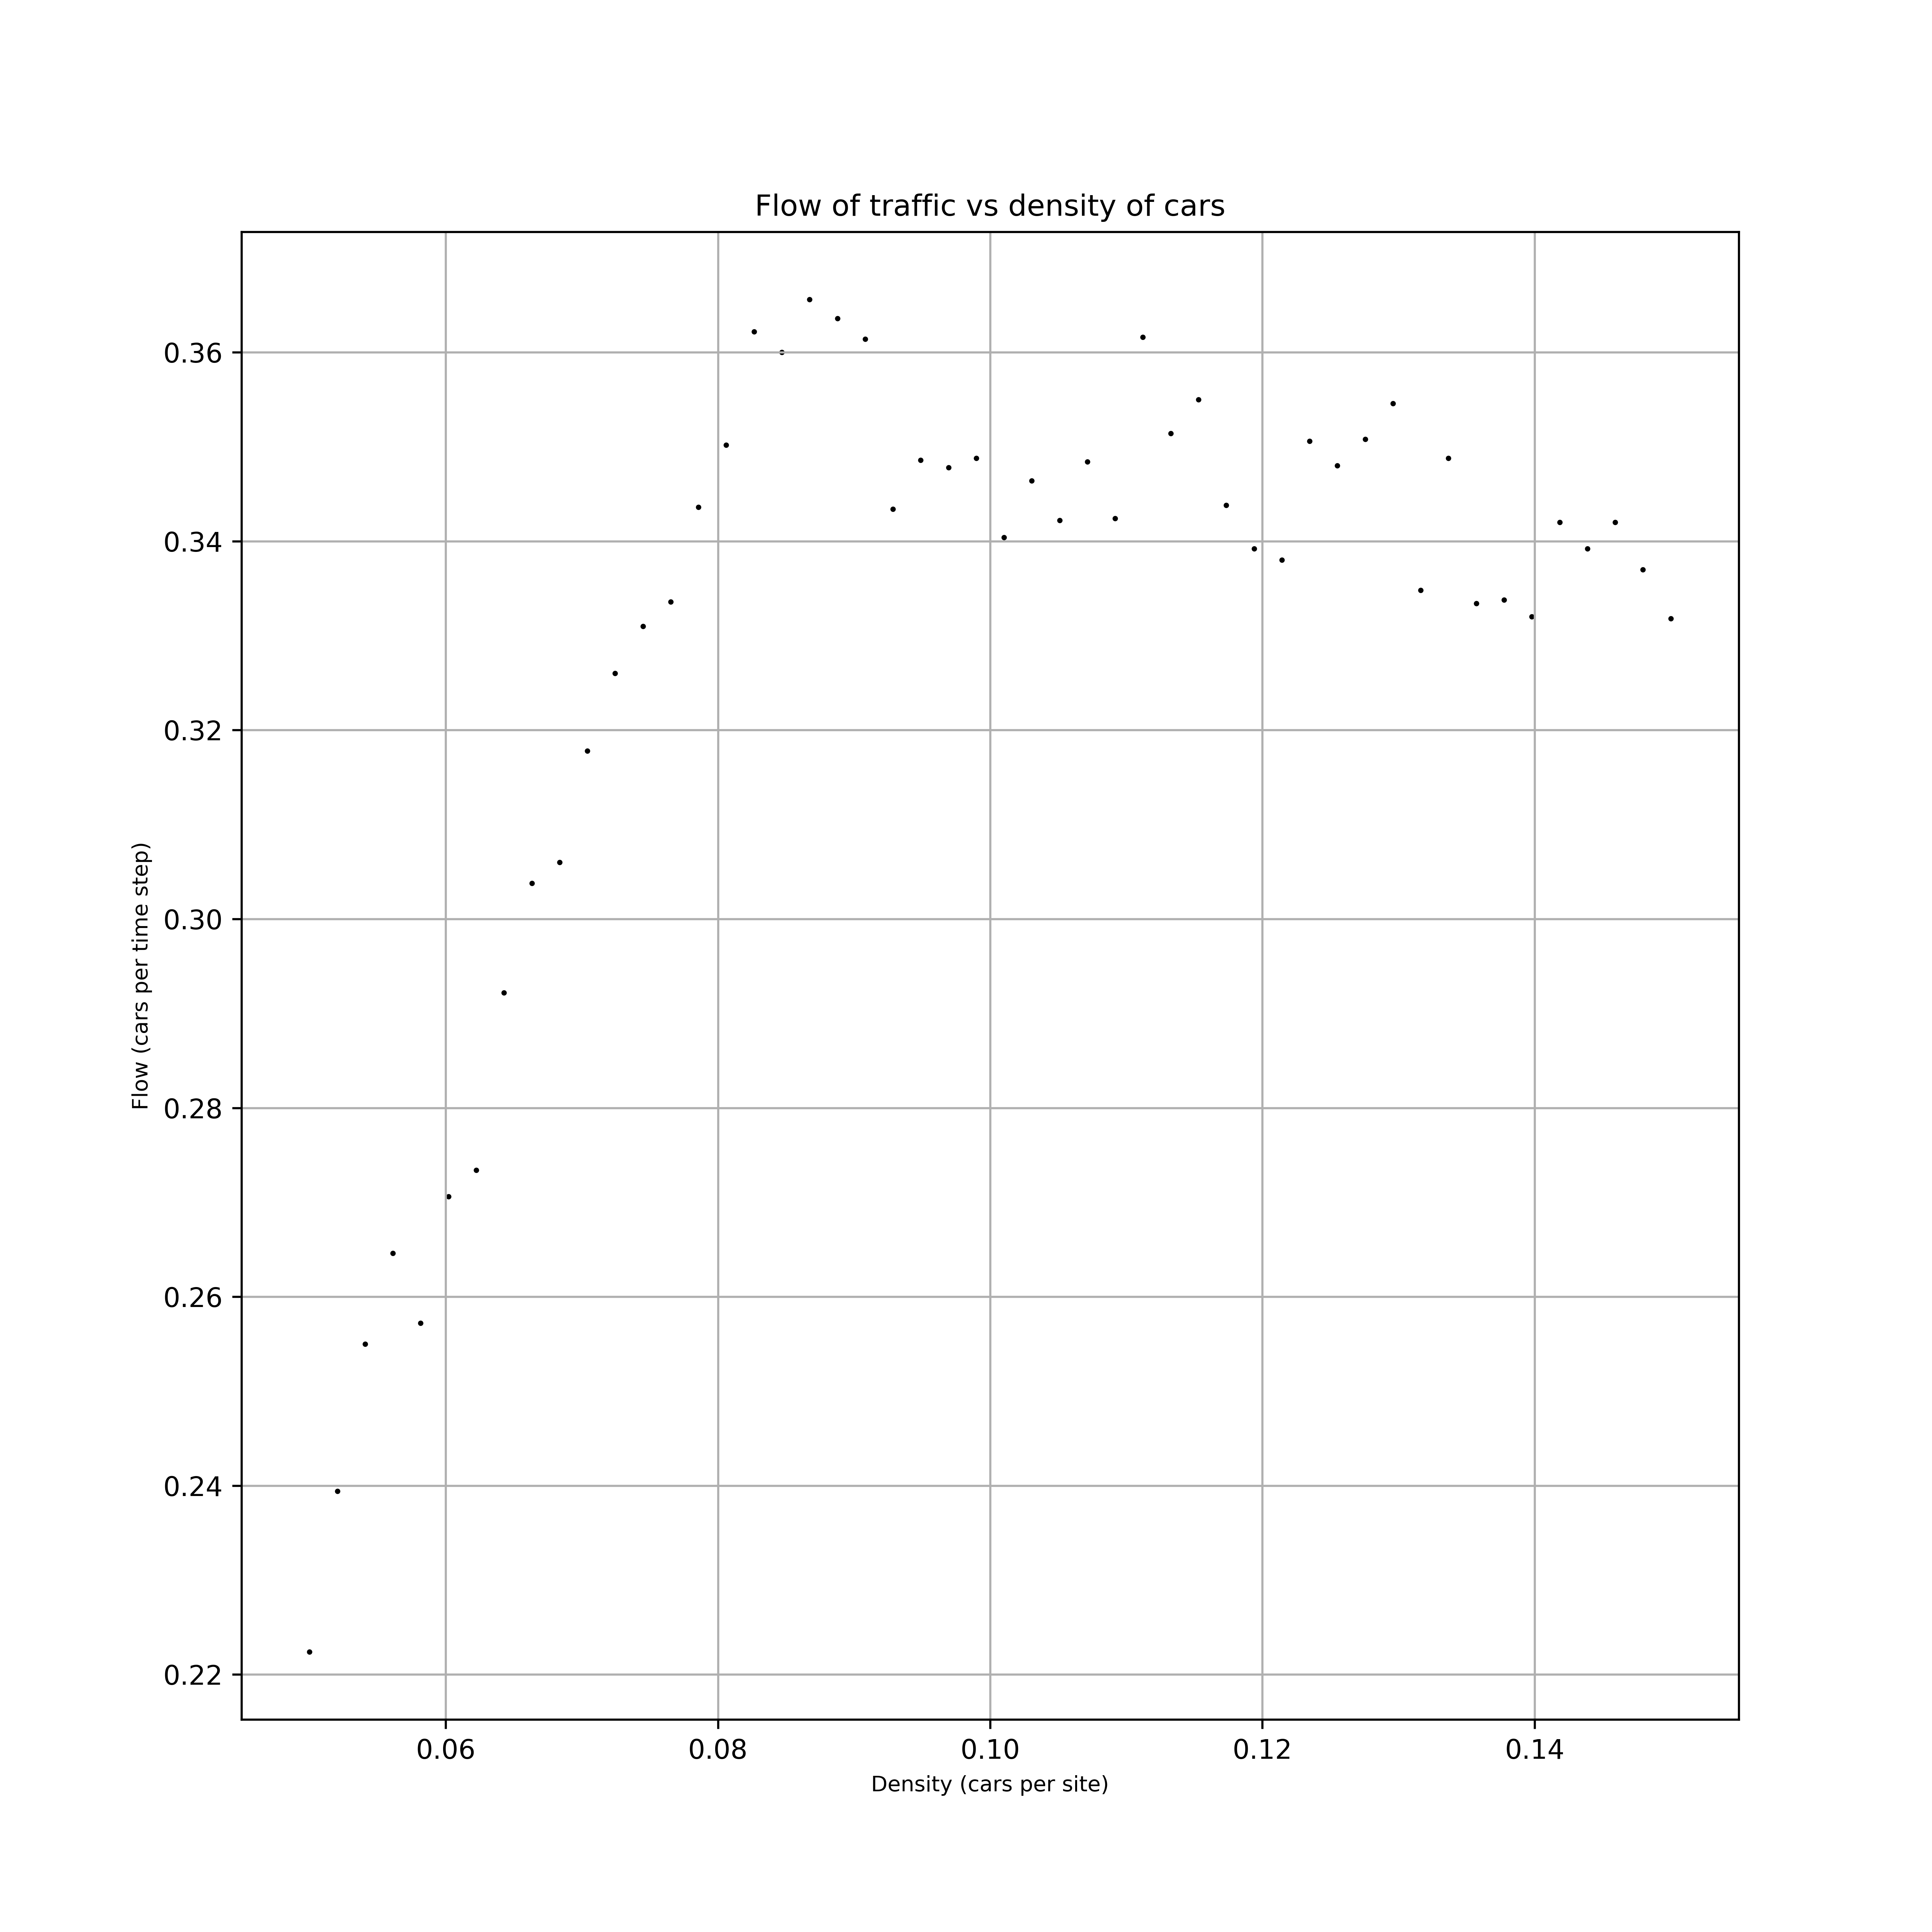 Flow of traffic vs density of cars
0.36
0.34
0.32
0.30
0.28
0.26
0.24
0.22
Flow (cars per time step)
0.06 0.08 0.10 0.12 0.14
Density (cars per site)